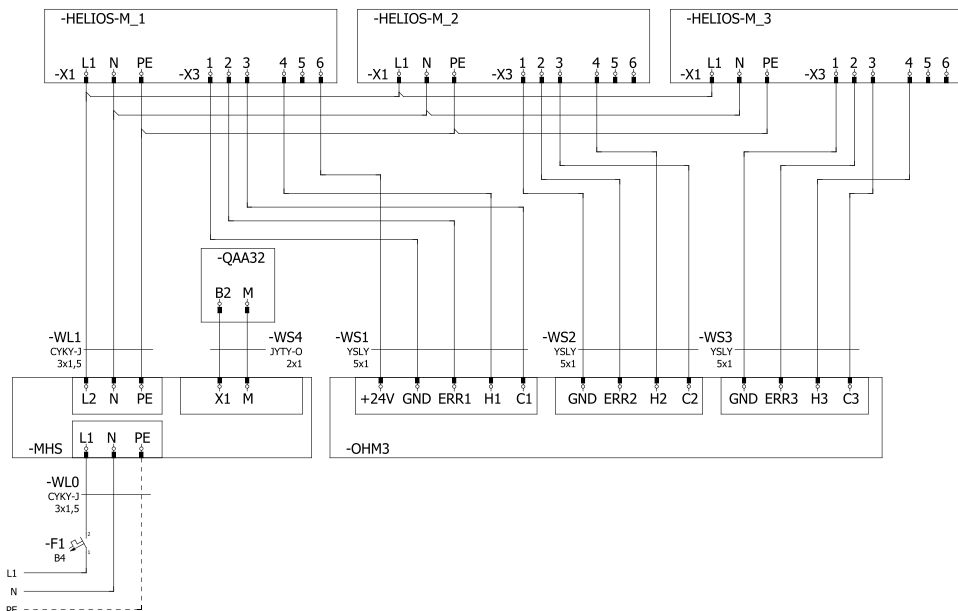 -HELIOS-M_1 -HELIOS-M_2 -HELIOS-M_3
-X1 L1 N PE -X3 1 2 3 4 5 6 -X1 L1 N PE -X3 1 2 3 4 5 6 -X1 L1 N PE -X3 1 2 3 4 5 6
-QAA32
B2 M
-WL1 -WS4 -WS1 -WS2 -WS3
CYKY-J JYTY-O YSLY YSLY YSLY
3x1,5 2x1 5x1 5x1 5x1
L2 N PE X1 M +24V GND ERR1 H1 C1 GND ERR2 H2 C2 GND ERR3 H3 C3
L1 N PE
-MHS -OHM3
-WL0
CYKY-J
3x1,5
2
-F1
B4 1
L1
N
PE